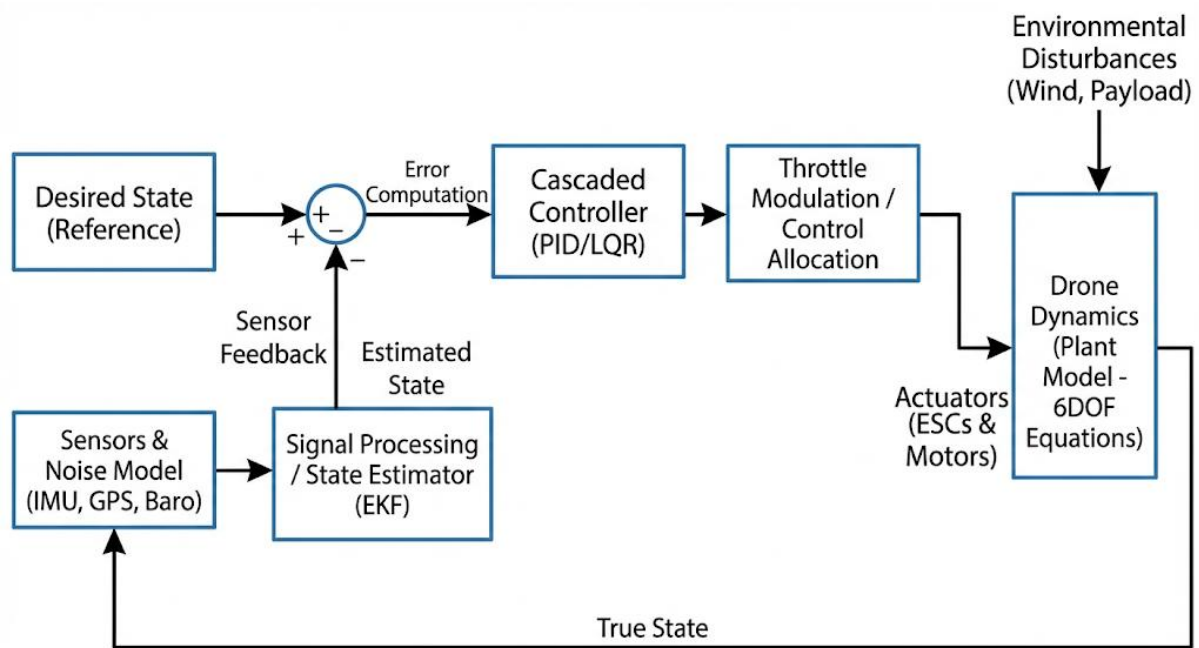 Environmental
Disturbances
(Wind, Payload)
Desired State
(Reference)
+
−
+
−
Error
Computation
Cascaded
Controller
(PID/LQR)
Throttle
Modulation /
Control
Allocation
Drone
Dynamics
(Plant
Model -
6DOF
Equations)
Actuators
(ESCs &
Motors)
Sensor
Feedback
Estimated
State
Sensors &
Noise Model
(IMU, GPS, Baro)
Signal Processing
/ State Estimator
(EKF)
True State